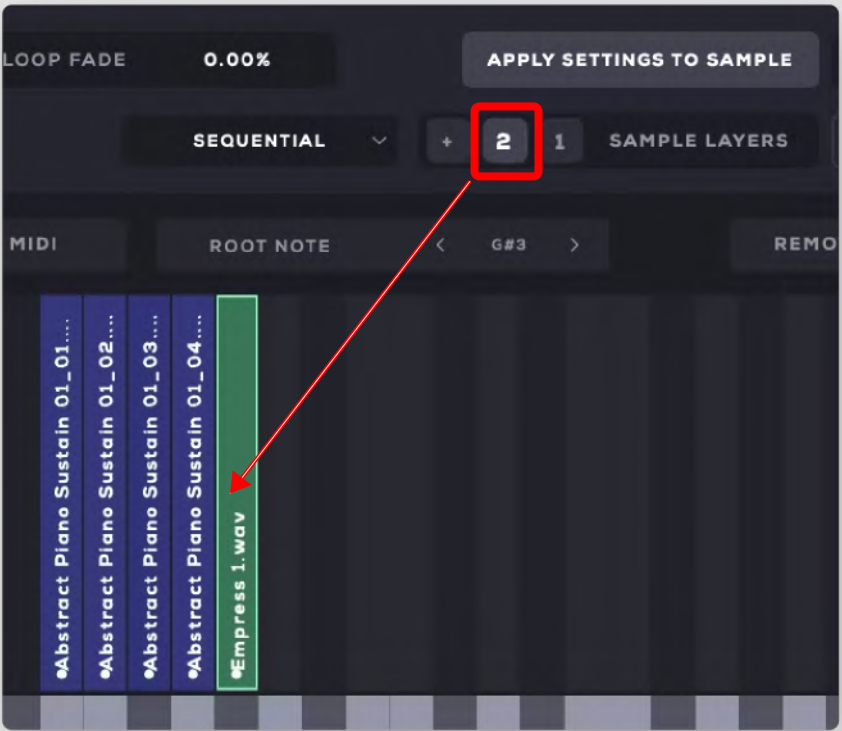 LOOP FADE 0.00% APPLY SETTINGS TO SAMPLE
SEQUENTIAL + 2 1 SAMPLE LAYERS
MIDI ROOT NOTE < G#3 > REMO
Abstract Piano Sustain 01_01....
Abstract Piano Sustain 01_02....
Abstract Piano Sustain 01_03....
Abstract Piano Sustain 01_04....
Empress 1.wav